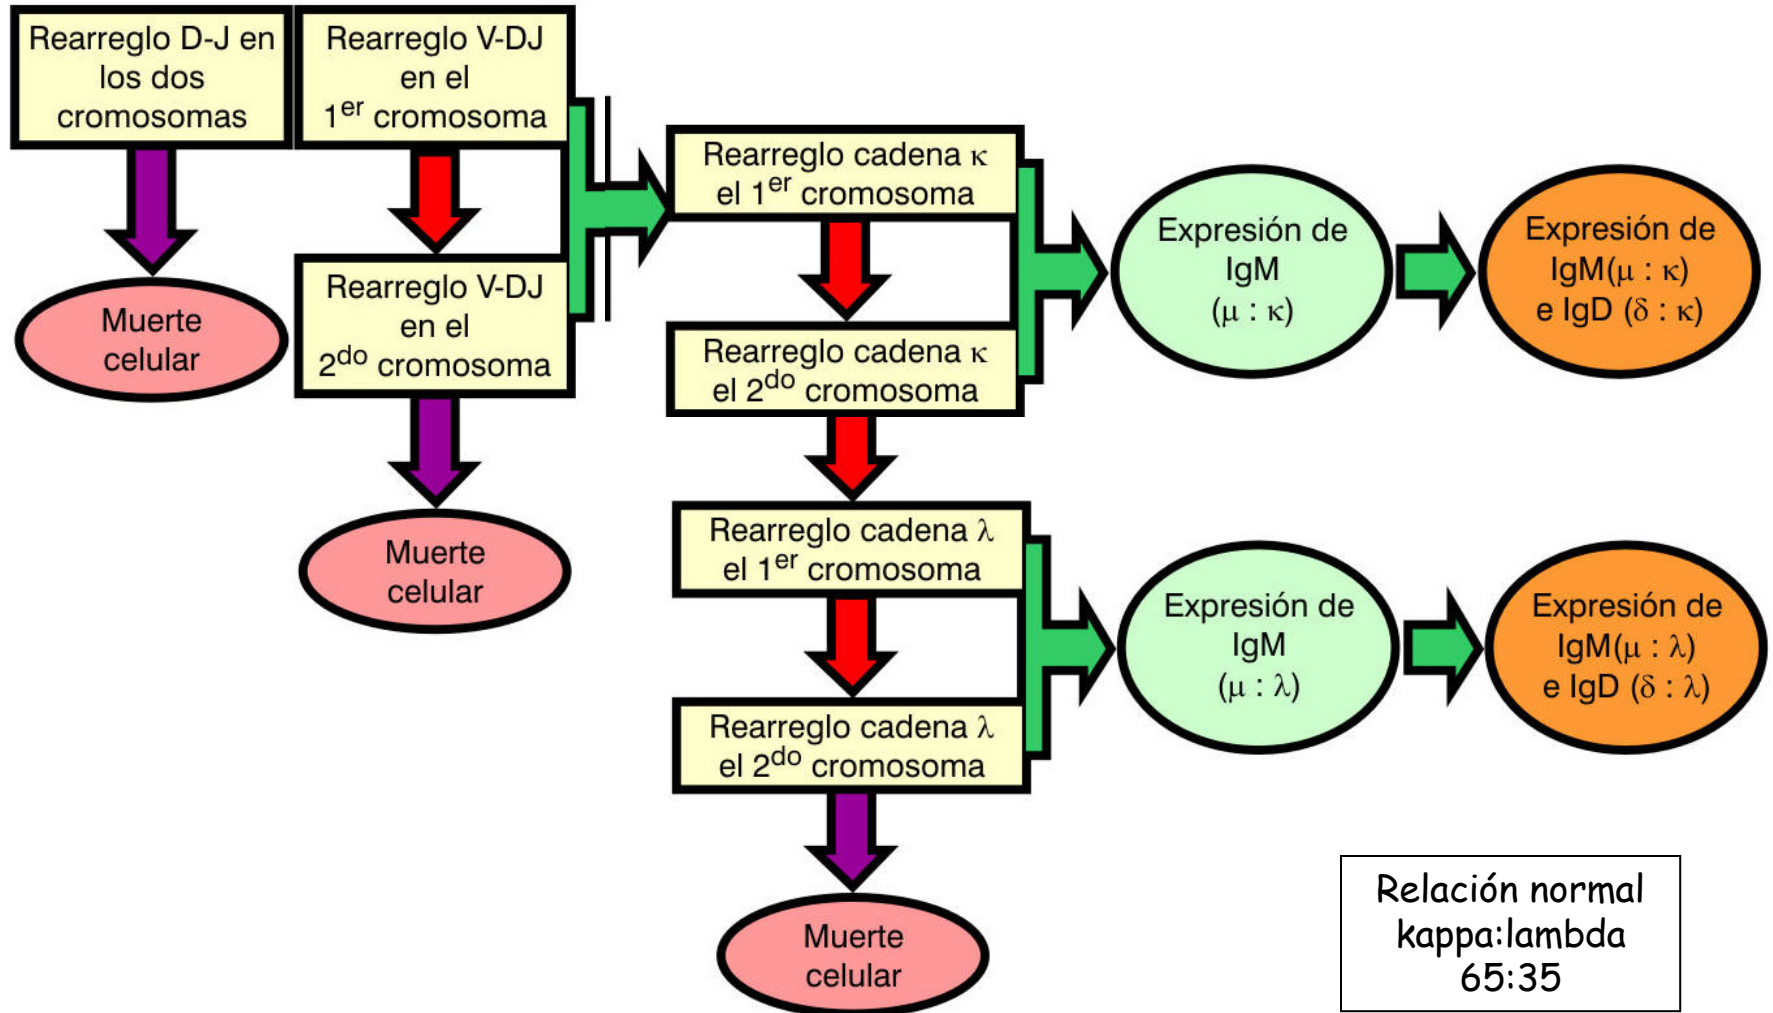 Rearreglo D-J en
los dos
cromosomas
Rearreglo V-DJ
en el
1er cromosoma
Muerte
celular
Rearreglo V-DJ
en el
2do cromosoma
Muerte
celular
Rearreglo cadena κ
el 1er cromosoma
Rearreglo cadena κ
el 2do cromosoma
Expresión de
IgM
(μ : κ)
Expresión de
IgM(μ : κ)
e IgD (δ : κ)
Rearreglo cadena λ
el 1er cromosoma
Rearreglo cadena λ
el 2do cromosoma
Expresión de
IgM
(μ : λ)
Expresión de
IgM(μ : λ)
e IgD (δ : λ)
Muerte
celular
Relación normal
kappa:lambda
65:35